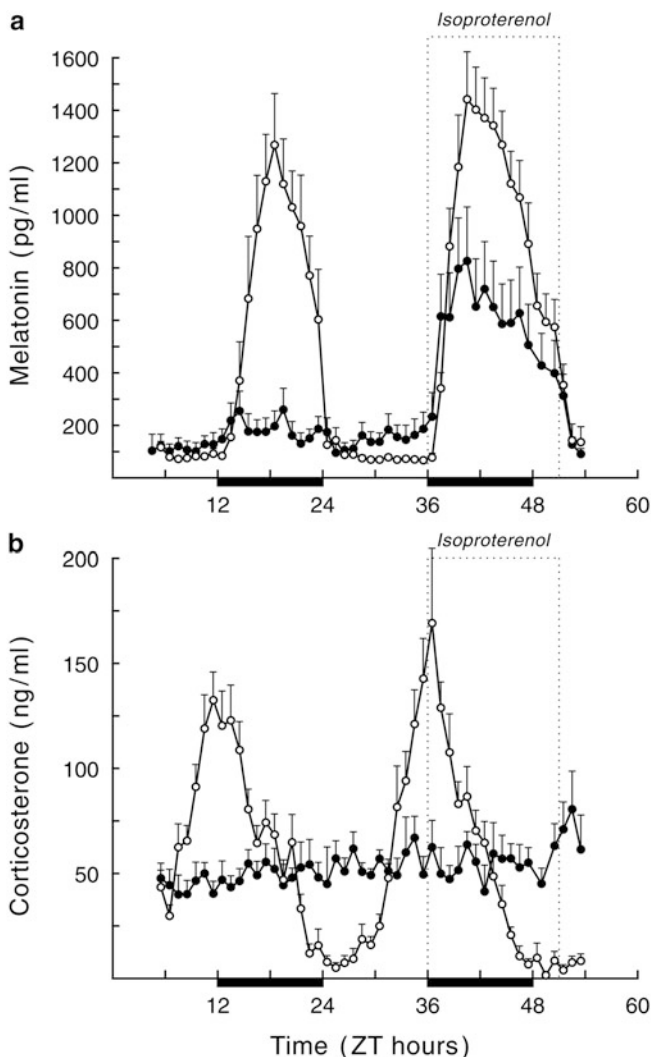 a
Isoproterenol
1600
1400
1200
1000
800
600
400
200
Melatonin (pg/ml)
12 24 36 48 60
b
Isoproterenol
200
150
100
50
Corticosterone (ng/ml)
12 24 36 48 60
Time (ZT hours)